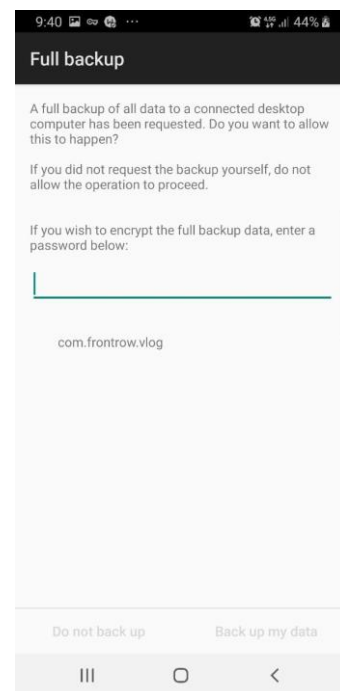 9:40 ... 44%
Full backup
A full backup of all data to a connected desktop
computer has been requested. Do you want to allow
this to happen?
If you did not request the backup yourself, do not
allow the operation to proceed.
If you wish to encrypt the full backup data, enter a
password below:
com.frontrow.vlog
Do not back up Back up my data